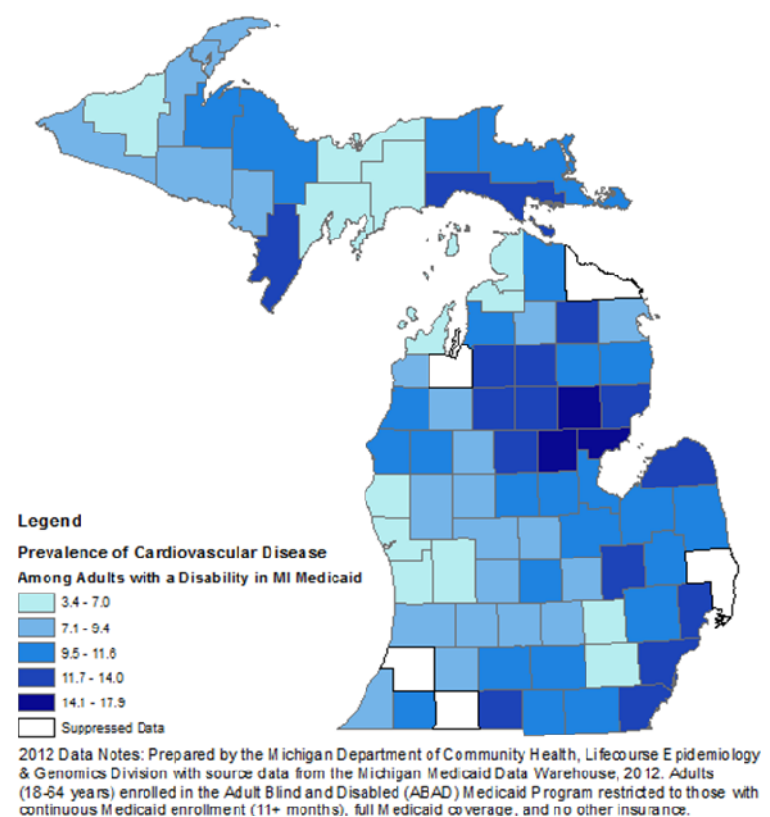 Legend
Prevalence of Cardiovascular Disease
Among Adults with a Disability in MI Medicaid
3.4 - 7.0
7.1 - 9.4
9.5 - 11.6
11.7 - 14.0
14.1 - 17.9
Suppressed Data
2012 Data Notes: Prepared by the Michigan Department of Community Health, Lifecourse Epidemiology
& Genomics Division with source data from the Michigan Medicaid Data Warehouse, 2012. Adults
(18-64 years) enrolled in the Adult Blind and Disabled (ABAD) Medicaid Program restricted to those with
continuous Medicaid enrollment (11+ months), full Medicaid coverage, and no other insurance.